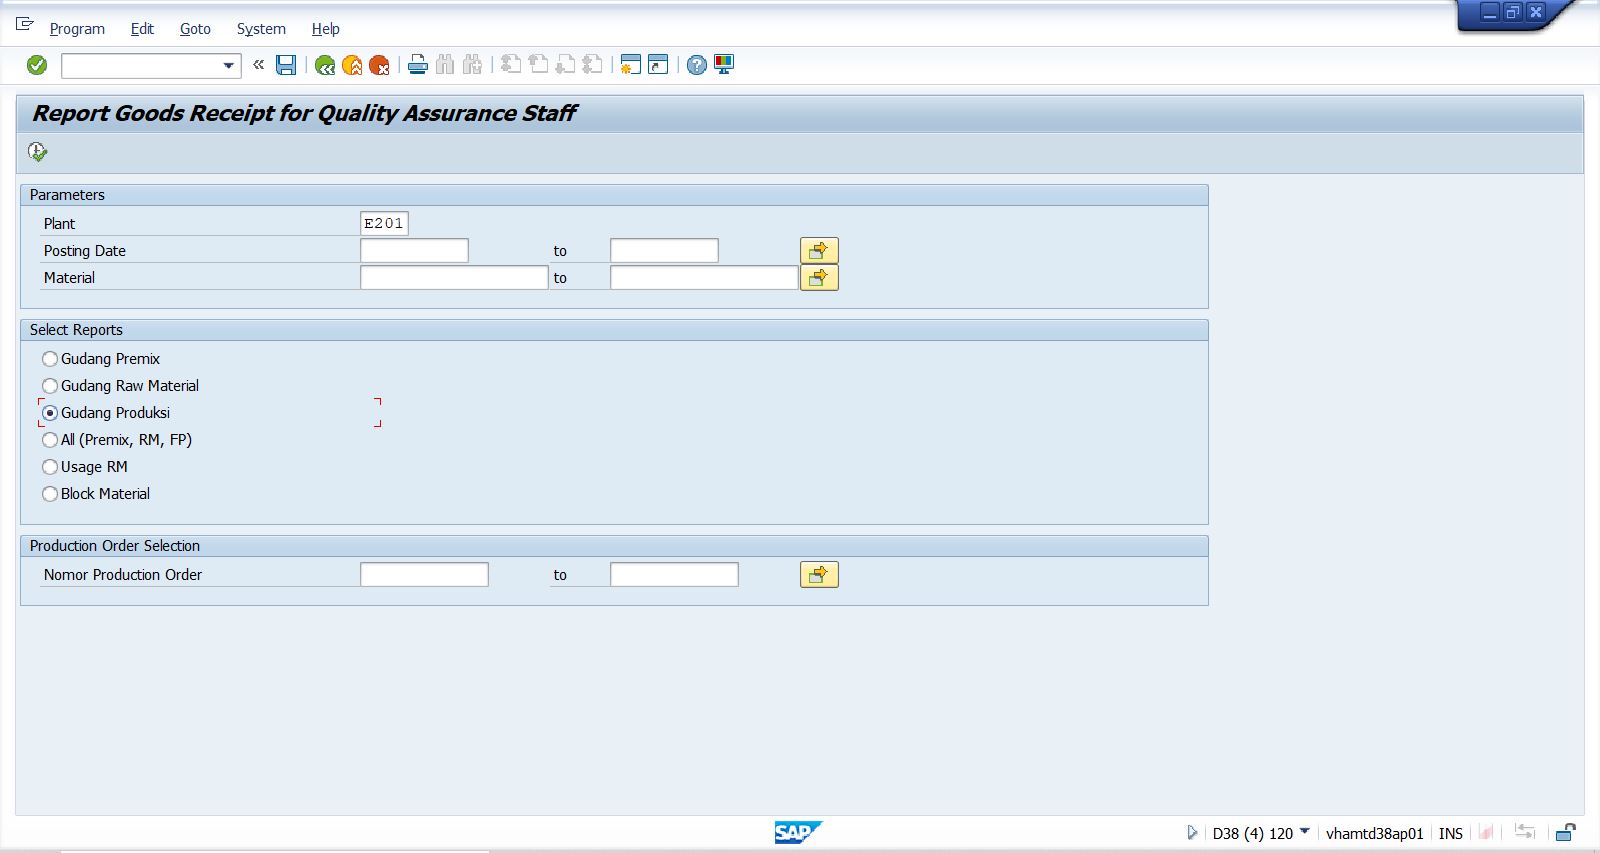 Program Edit Goto System Help
Report Goods Receipt for Quality Assurance Staff
Parameters
Plant E201
Posting Date to
Material to
Select Reports
Gudang Premix
Gudang Raw Material
Gudang Produksi
All (Premix, RM, FP)
Usage RM
Block Material
Production Order Selection
Nomor Production Order to
SAP D38 (4) 120 vhamtd38ap01 INS